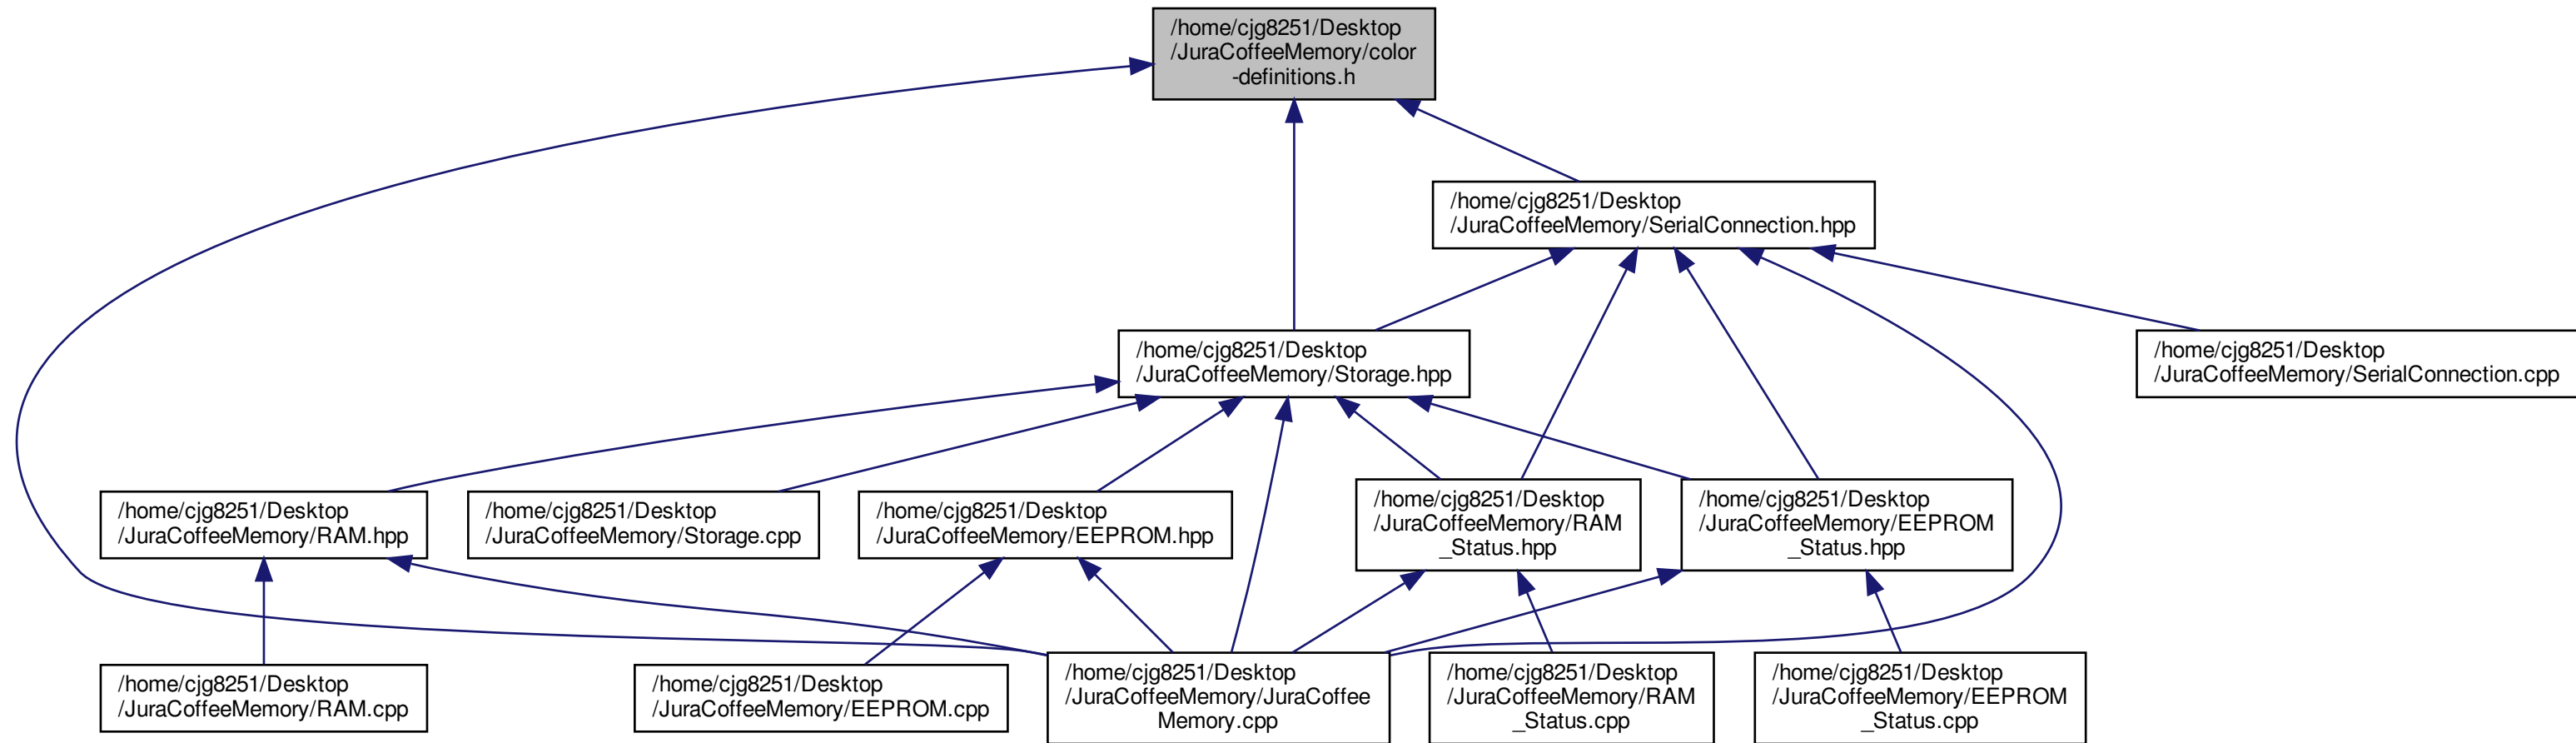 /home/cjg8251/Desktop
/JuraCoffeeMemory/color
-definitions.h
/home/cjg8251/Desktop
/JuraCoffeeMemory/SerialConnection.hpp
/home/cjg8251/Desktop
/JuraCoffeeMemory/Storage.hpp
/home/cjg8251/Desktop
/JuraCoffeeMemory/SerialConnection.cpp
/home/cjg8251/Desktop
/JuraCoffeeMemory/RAM.hpp
/home/cjg8251/Desktop
/JuraCoffeeMemory/Storage.cpp
/home/cjg8251/Desktop
/JuraCoffeeMemory/EEPROM.hpp
/home/cjg8251/Desktop
/JuraCoffeeMemory/RAM
_Status.hpp
/home/cjg8251/Desktop
/JuraCoffeeMemory/EEPROM
_Status.hpp
/home/cjg8251/Desktop
/JuraCoffeeMemory/RAM.cpp
/home/cjg8251/Desktop
/JuraCoffeeMemory/EEPROM.cpp
/home/cjg8251/Desktop
/JuraCoffeeMemory/JuraCoffee
Memory.cpp
/home/cjg8251/Desktop
/JuraCoffeeMemory/RAM
_Status.cpp
/home/cjg8251/Desktop
/JuraCoffeeMemory/EEPROM
_Status.cpp